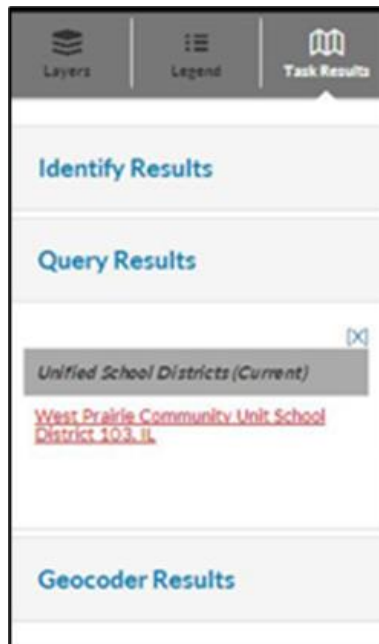 Layers
Legend
Task Results
Identify Results
Query Results
[X]
Unified School Districts (Current)
West Prairie Community Unit School
District 103, IL
Geocoder Results